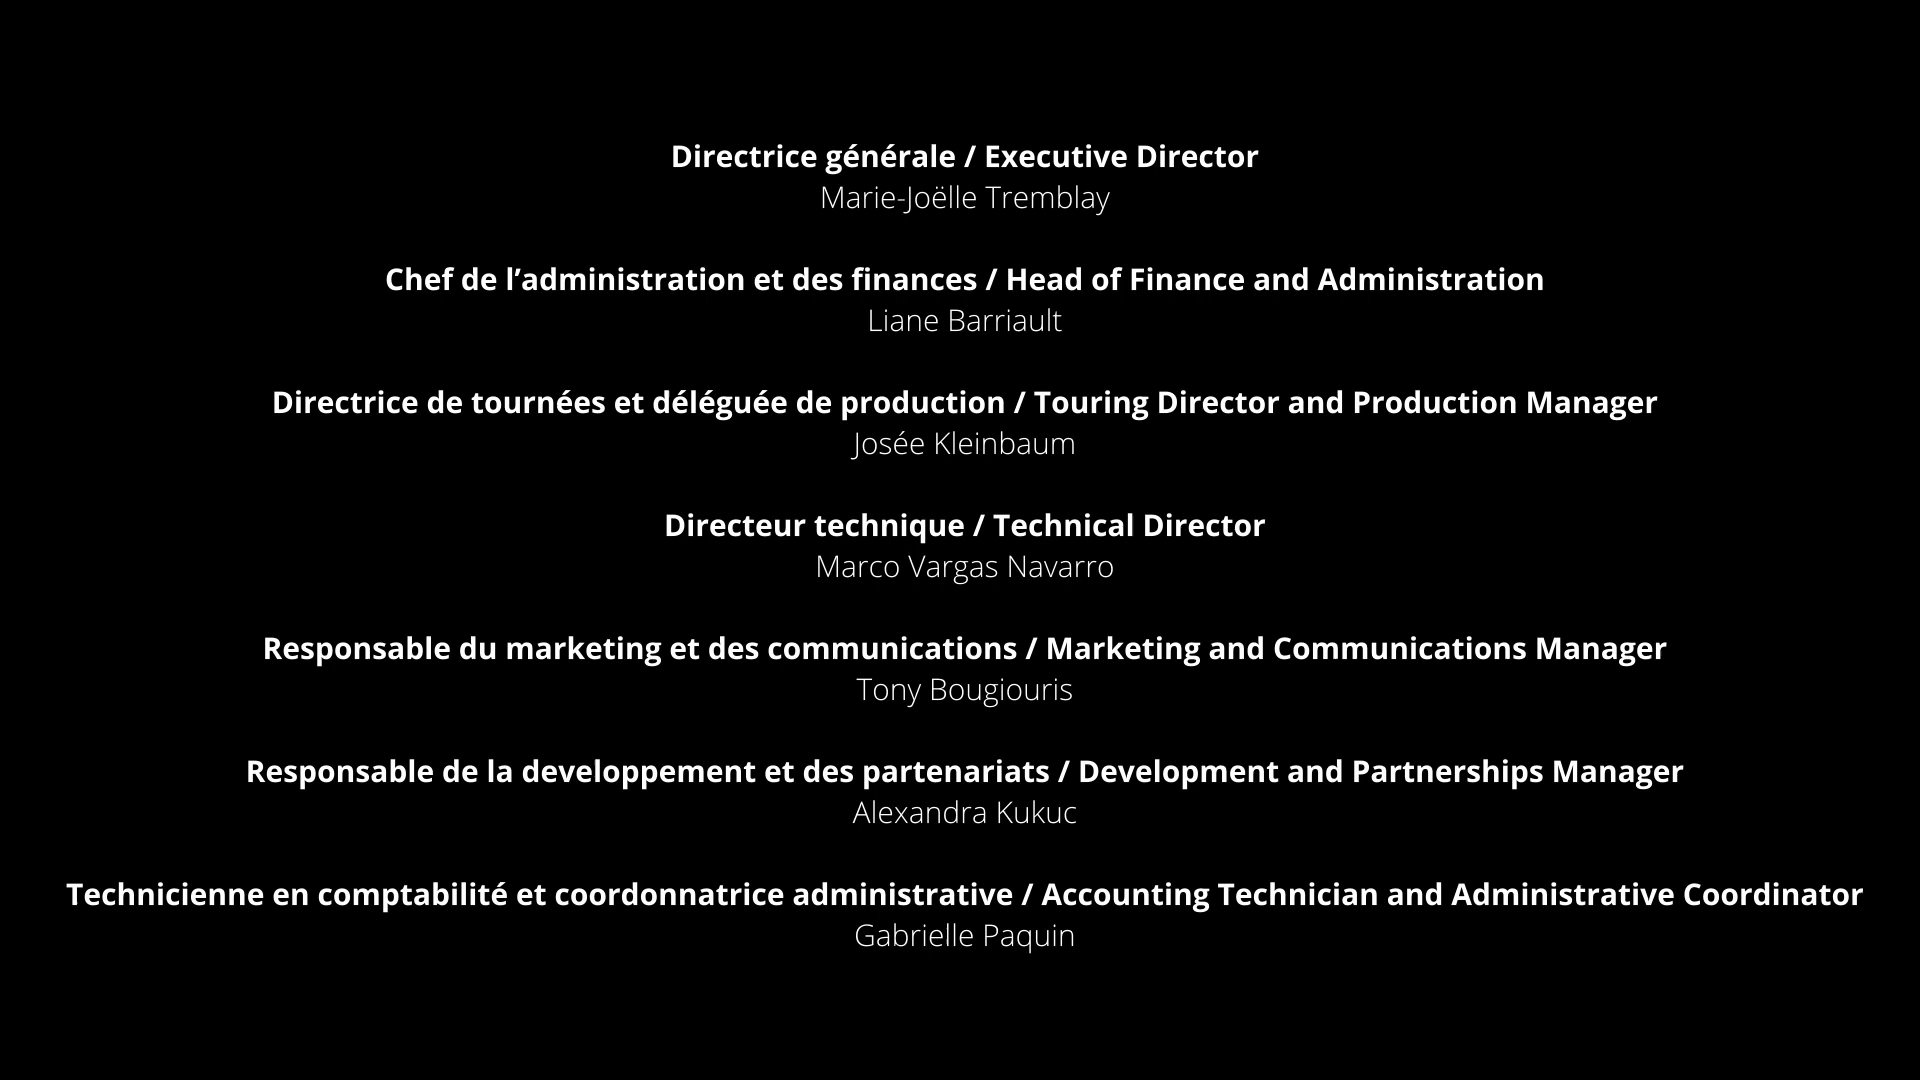 Directrice générale / Executive Director
Marie-Joëlle Tremblay
Chef de l’administration et des finances / Head of Finance and Administration
Liane Barriault
Directrice de tournées et déléguée de production / Touring Director and Production Manager
Josée Kleinbaum
Directeur technique / Technical Director
Marco Vargas Navarro
Responsable du marketing et des communications / Marketing and Communications Manager
Tony Bougiouris
Responsable de la developpement et des partenariats / Development and Partnerships Manager
Alexandra Kukuc
Technicienne en comptabilité et coordonnatrice administrative / Accounting Technician and Administrative Coordinator
Gabrielle Paquin